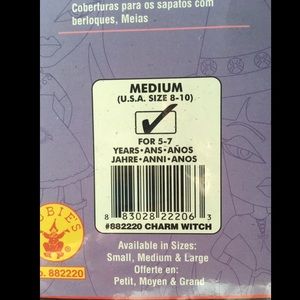 Coberturas para os sapatos com
berloques, Meias
MEDIUM
(U.S.A. SIZE 8-10)
FOR 5-7
YEARS•ANS•AÑOS
JAHRE•ANNI•ANOS
8 83028 22206 3
#882220 CHARM WITCH
UBIE'S
o. 882220
Available in Sizes:
Small, Medium & Large
Offerte en:
Petit, Moyen & Grand